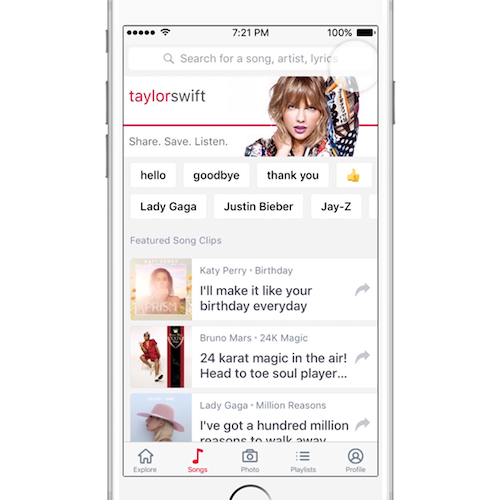 7:21 PM 100%
Search for a song, artist, lyrics
taylorswift
Share. Save. Listen.
hello goodbye thank you 👍
Lady Gaga Justin Bieber Jay-Z
Featured Song Clips
Katy Perry • Birthday
I'll make it like your
birthday everyday
PRISM
Bruno Mars • 24K Magic
24 karat magic in the air!
Head to toe soul player...
Lady Gaga • Million Reasons
I've got a hundred million
reasons to walk away
Explore Songs Photo Playlists Profile